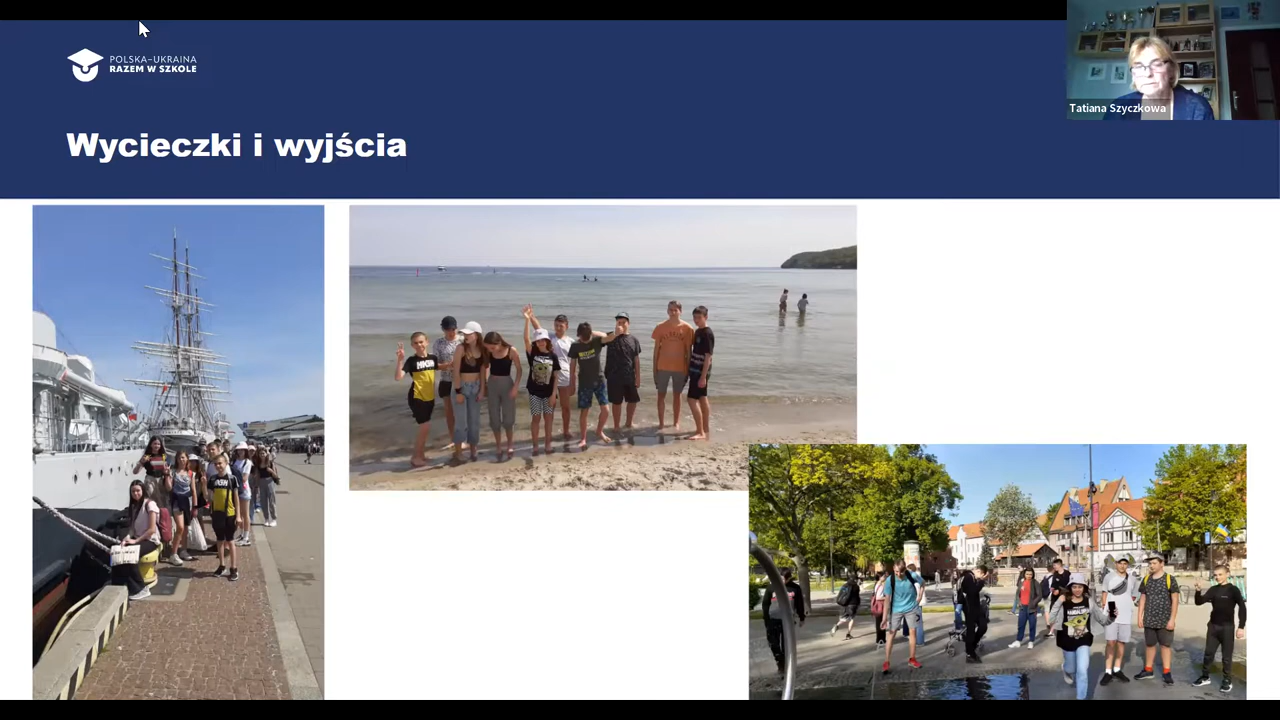 POLSKA–UKRAINA
RAZEM W SZKOLE
Tatiana Szyczkowa
Wycieczki i wyjścia